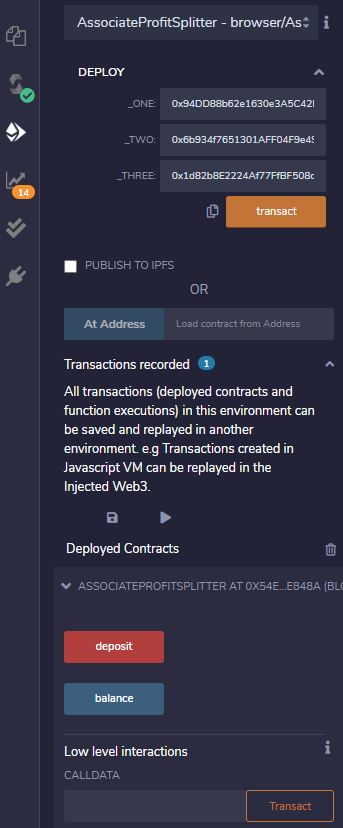 AssociateProfitSplitter - browser/As
DEPLOY
_ONE: 0x94DD88b62e1630e3A5C42
_TWO: 0x6b934f7651301AFF04F9e49
_THREE: 0x1d82b8E2224Af77FfBF508c
transact
14
PUBLISH TO IPFS
OR
At Address Load contract from Address
Transactions recorded 1
All transactions (deployed contracts and
function executions) in this environment can
be saved and replayed in another
environment. e.g Transactions created in
Javascript VM can be replayed in the
Injected Web3.
Deployed Contracts
ASSOCIATEPROFITSPLITTER AT 0X54E...E848A (BLO
deposit
balance
Low level interactions
CALLDATA
Transact